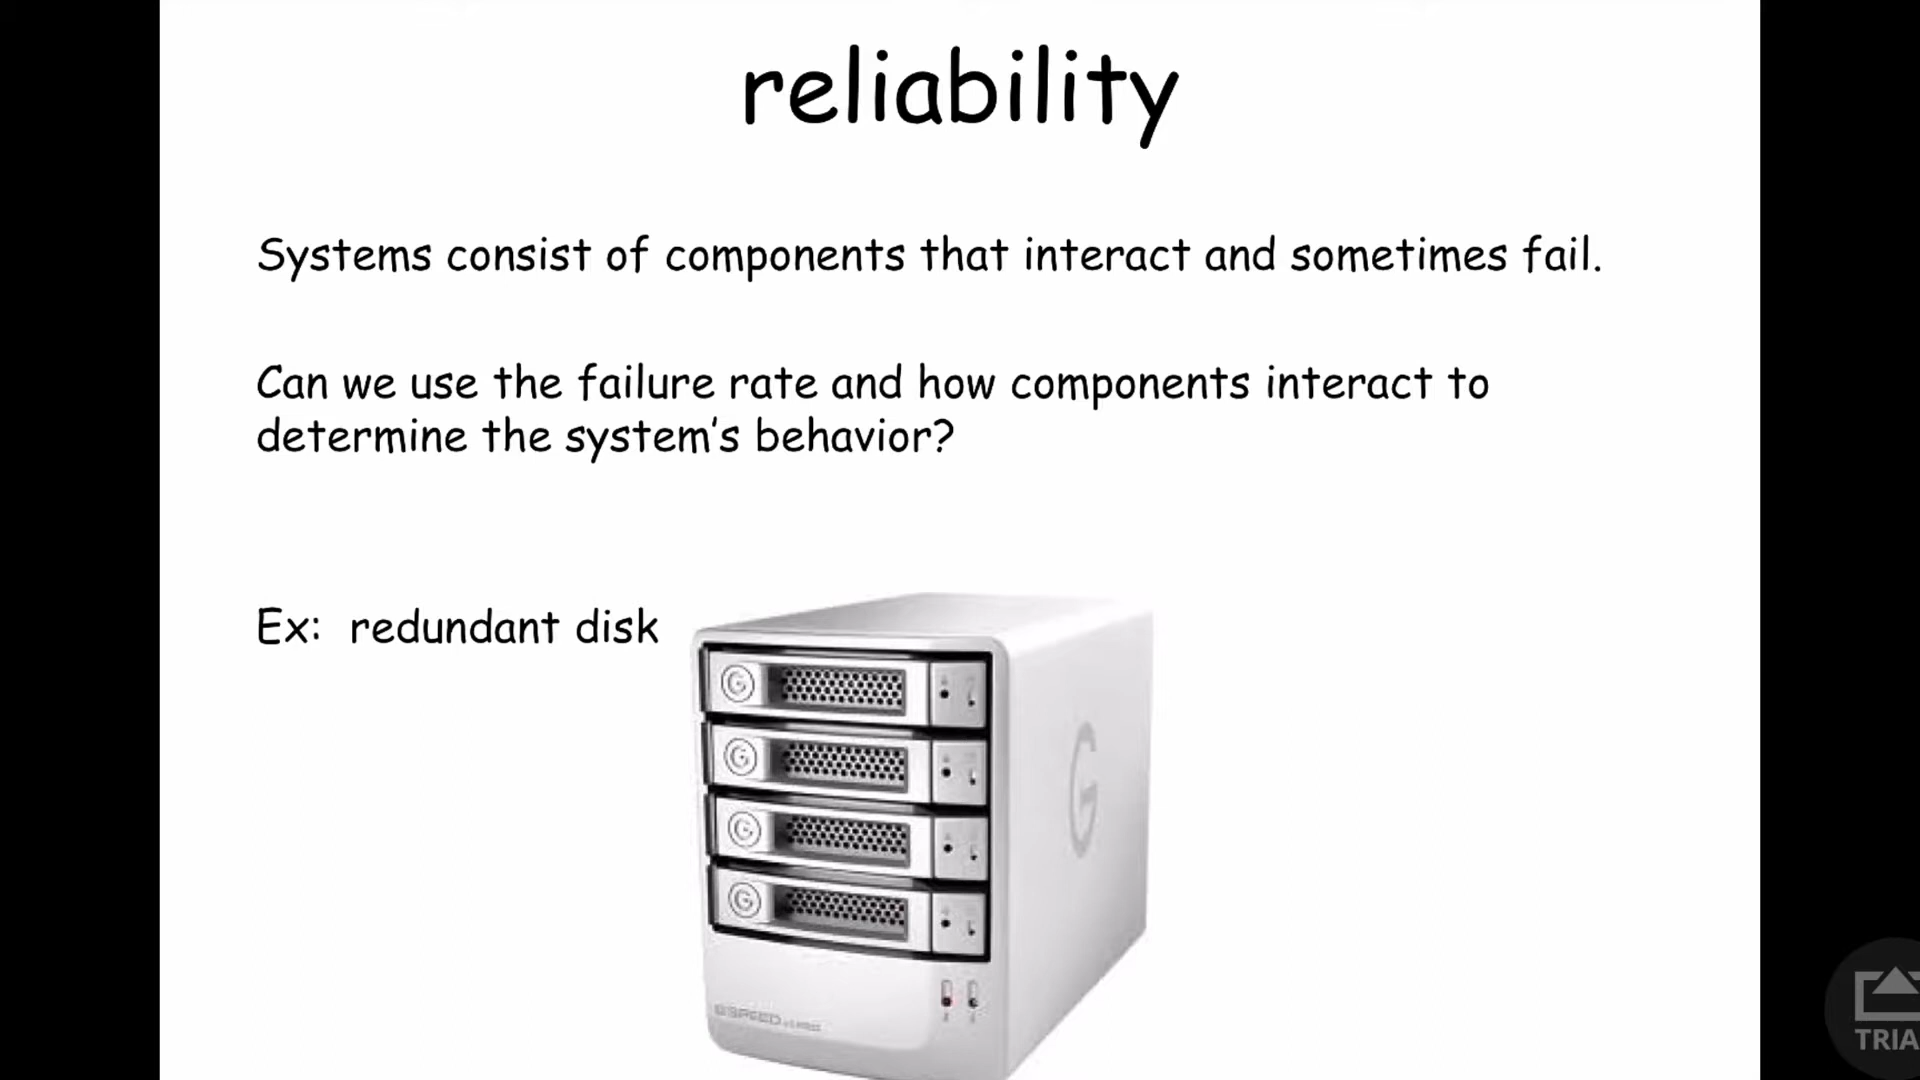 reliability
Systems consist of components that interact and sometimes fail.
Can we use the failure rate and how components interact to
determine the system's behavior?
Ex: redundant disk
G
G
G
G
G
TRIA